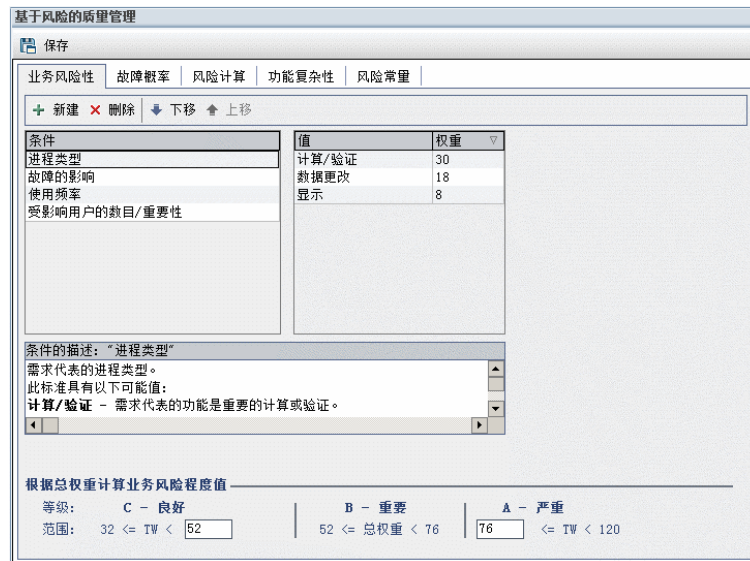 基于风险的质量管理
保存
业务风险性 故障概率 风险计算 功能复杂性 风险常量
新建 删除 下移 上移
条件 值 权重
进程类型 计算/验证 30
故障的影响 数据更改 18
使用频率 显示 8
受影响用户的数目/重要性
条件的描述: "进程类型"
需求代表的进程类型。
此标准具有以下可能值:
计算/验证 - 需求代表的功能是重要的计算或验证。
根据总权重计算业务风险程度值
等级: C - 良好 B - 重要 A - 严重
范围: 32 <= TW < 52 52 <= 总权重 < 76 76 <= TW < 120